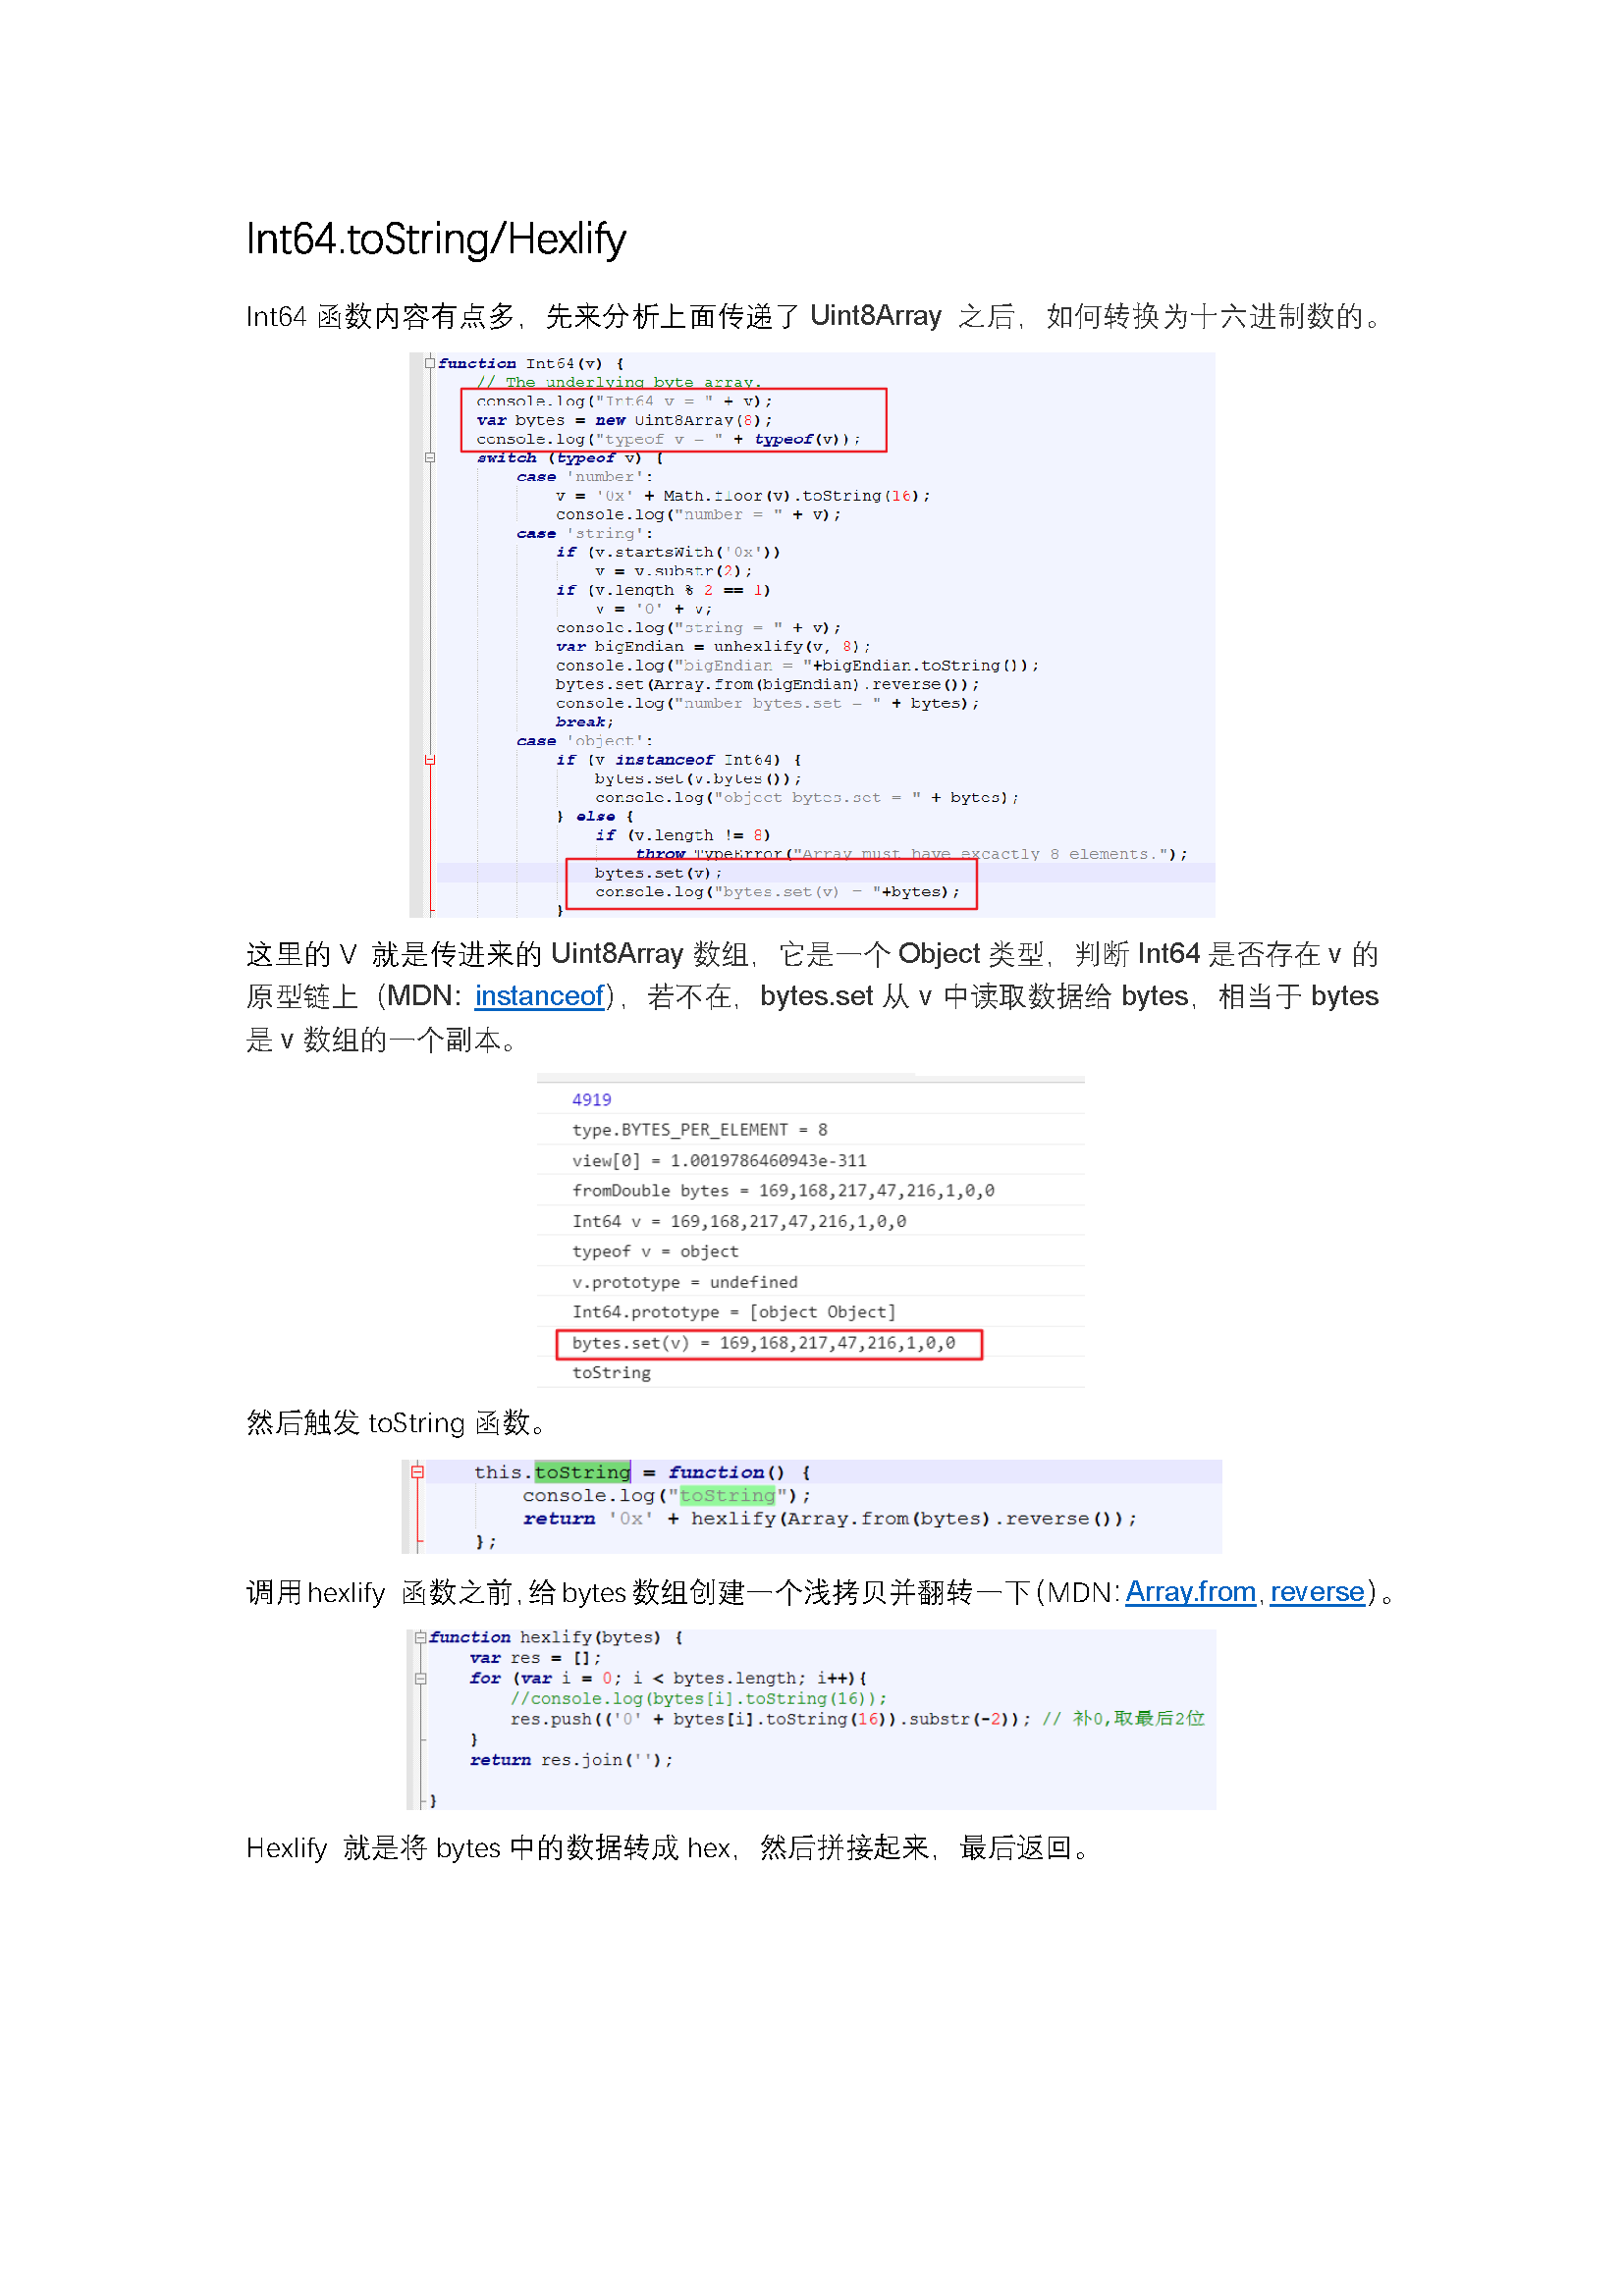 Int64.toString/Hexlify
Int64 函数内容有点多，先来分析上面传递了 Uint8Array 之后，如何转换为十六进制数的。
function Int64(v) {
// The underlying byte array.
console.log("Int64 v = " + v);
var bytes = new Uint8Array(8);
console.log("typeof v = " + typeof(v));
switch (typeof v) {
case 'number':
v = '0x' + Math.floor(v).toString(16);
console.log("number = " + v);
case 'string':
if (v.startsWith('0x'))
v = v.substr(2);
if (v.length % 2 == 1)
v = '0' + v;
console.log("string = " + v);
var bigEndian = unhexlify(v, 8);
console.log("bigEndian = "+bigEndian.toString());
bytes.set(Array.from(bigEndian).reverse());
console.log("number bytes.set = " + bytes);
break;
case 'object':
if (v instanceof Int64) {
bytes.set(v.bytes());
console.log("object bytes.set = " + bytes);
} else {
if (v.length != 8)
throw TypeError("Array must have excactly 8 elements.");
bytes.set(v);
console.log("bytes.set(v) = "+bytes);
}
这里的 V 就是传进来的 Uint8Array 数组，它是一个 Object 类型，判断 Int64 是否存在 v 的
原型链上（MDN：instanceof），若不在，bytes.set 从 v 中读取数据给 bytes，相当于 bytes
是 v 数组的一个副本。
4919
type.BYTES_PER_ELEMENT = 8
view[0] = 1.0019786460943e-311
fromDouble bytes = 169,168,217,47,216,1,0,0
Int64 v = 169,168,217,47,216,1,0,0
typeof v = object
v.prototype = undefined
Int64.prototype = [object Object]
bytes.set(v) = 169,168,217,47,216,1,0,0
toString
然后触发 toString 函数。
this.toString = function() {
console.log("toString");
return '0x' + hexlify(Array.from(bytes).reverse());
};
调用 hexlify 函数之前，给 bytes 数组创建一个浅拷贝并翻转一下（MDN：Array.from, reverse）。
function hexlify(bytes) {
var res = [];
for (var i = 0; i < bytes.length; i++){
//console.log(bytes[i].toString(16));
res.push(('0' + bytes[i].toString(16)).substr(-2)); // 补0,取最后2位
}
return res.join('');
}
Hexlify 就是将 bytes 中的数据转成 hex，然后拼接起来，最后返回。